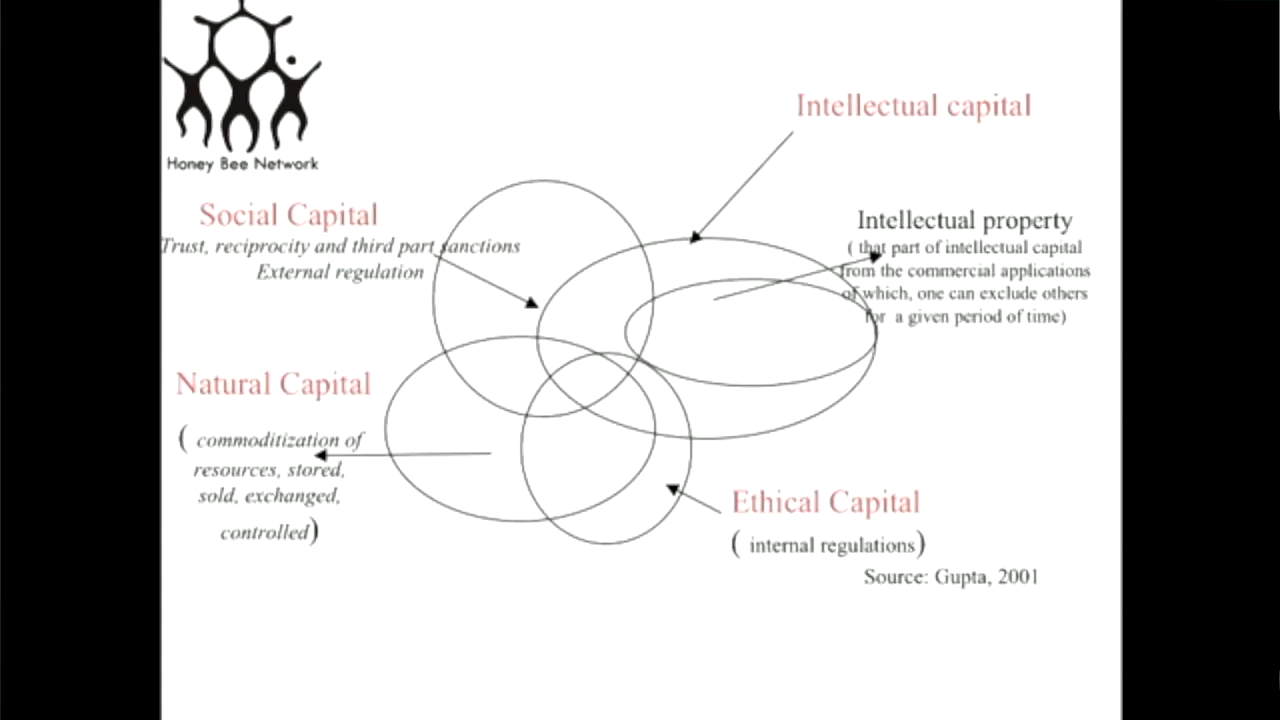 Honey Bee Network
Intellectual capital
Social Capital
Trust, reciprocity and third part sanctions
External regulation
Intellectual property
( that part of intellectual capital
from the commercial applications
of which, one can exclude others
for a given period of time)
Natural Capital
( commoditization of
resources, stored,
sold, exchanged,
controlled)
Ethical Capital
( internal regulations)
Source: Gupta, 2001